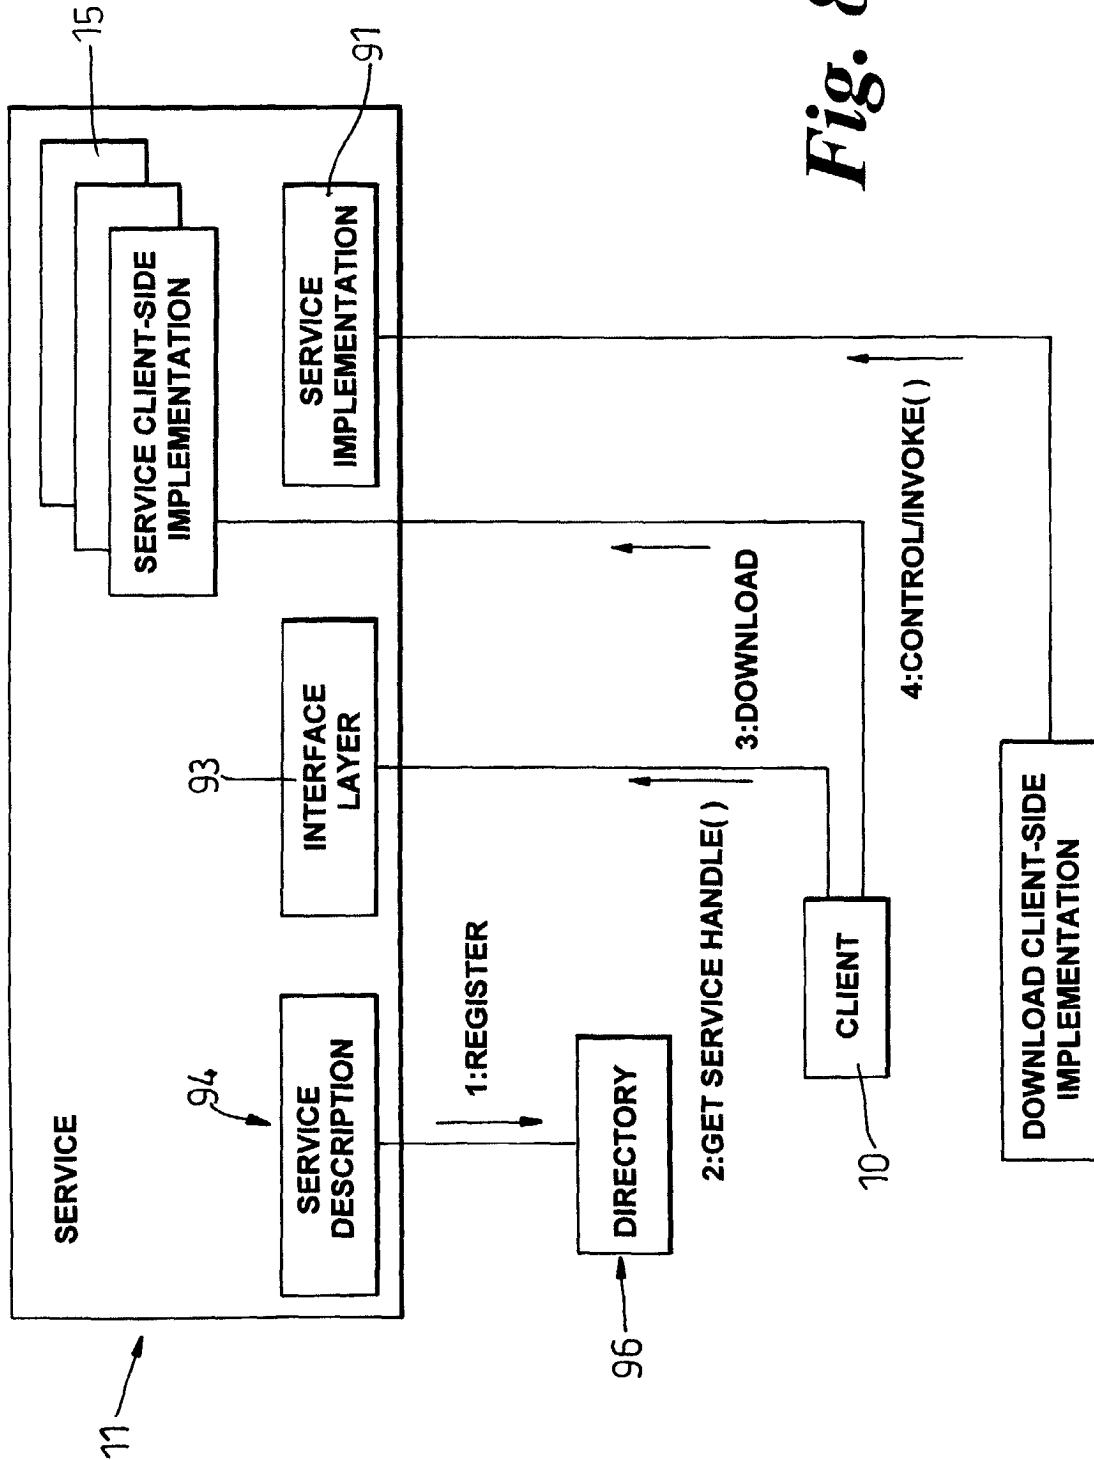 SERVICE
11
94
SERVICE
DESCRIPTION
93
INTERFACE
LAYER
SERVICE CLIENT-SIDE
IMPLEMENTATION
15
SERVICE
IMPLEMENTATION
91
1:REGISTER
DIRECTORY
96
2:GET SERVICE HANDLE( )
3:DOWNLOAD
CLIENT
10
4:CONTROL/INVOKE( )
DOWNLOAD CLIENT-SIDE
IMPLEMENTATION
Fig. 8